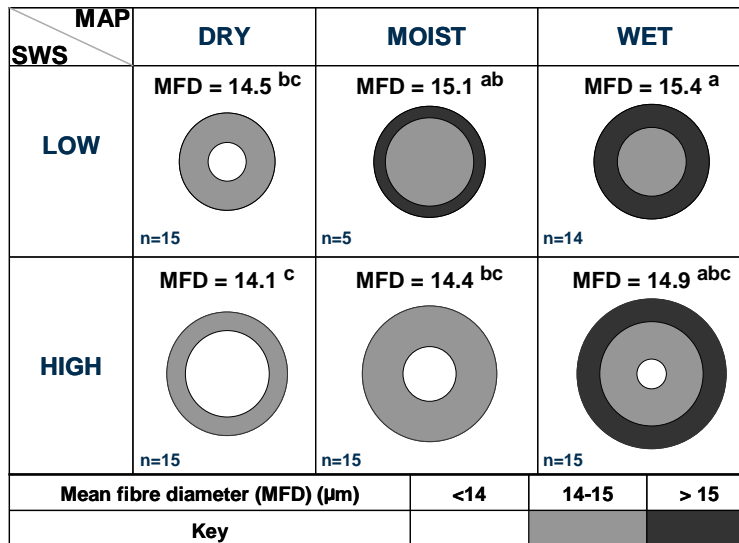 MAP
SWS
DRY MOIST WET
LOW
MFD = 14.5 bc MFD = 15.1 ab MFD = 15.4 a
n=15 n=5 n=14
HIGH
MFD = 14.1 c MFD = 14.4 bc MFD = 14.9 abc
n=15 n=15 n=15
Mean fibre diameter (MFD) (µm) <14 14-15 > 15
Key